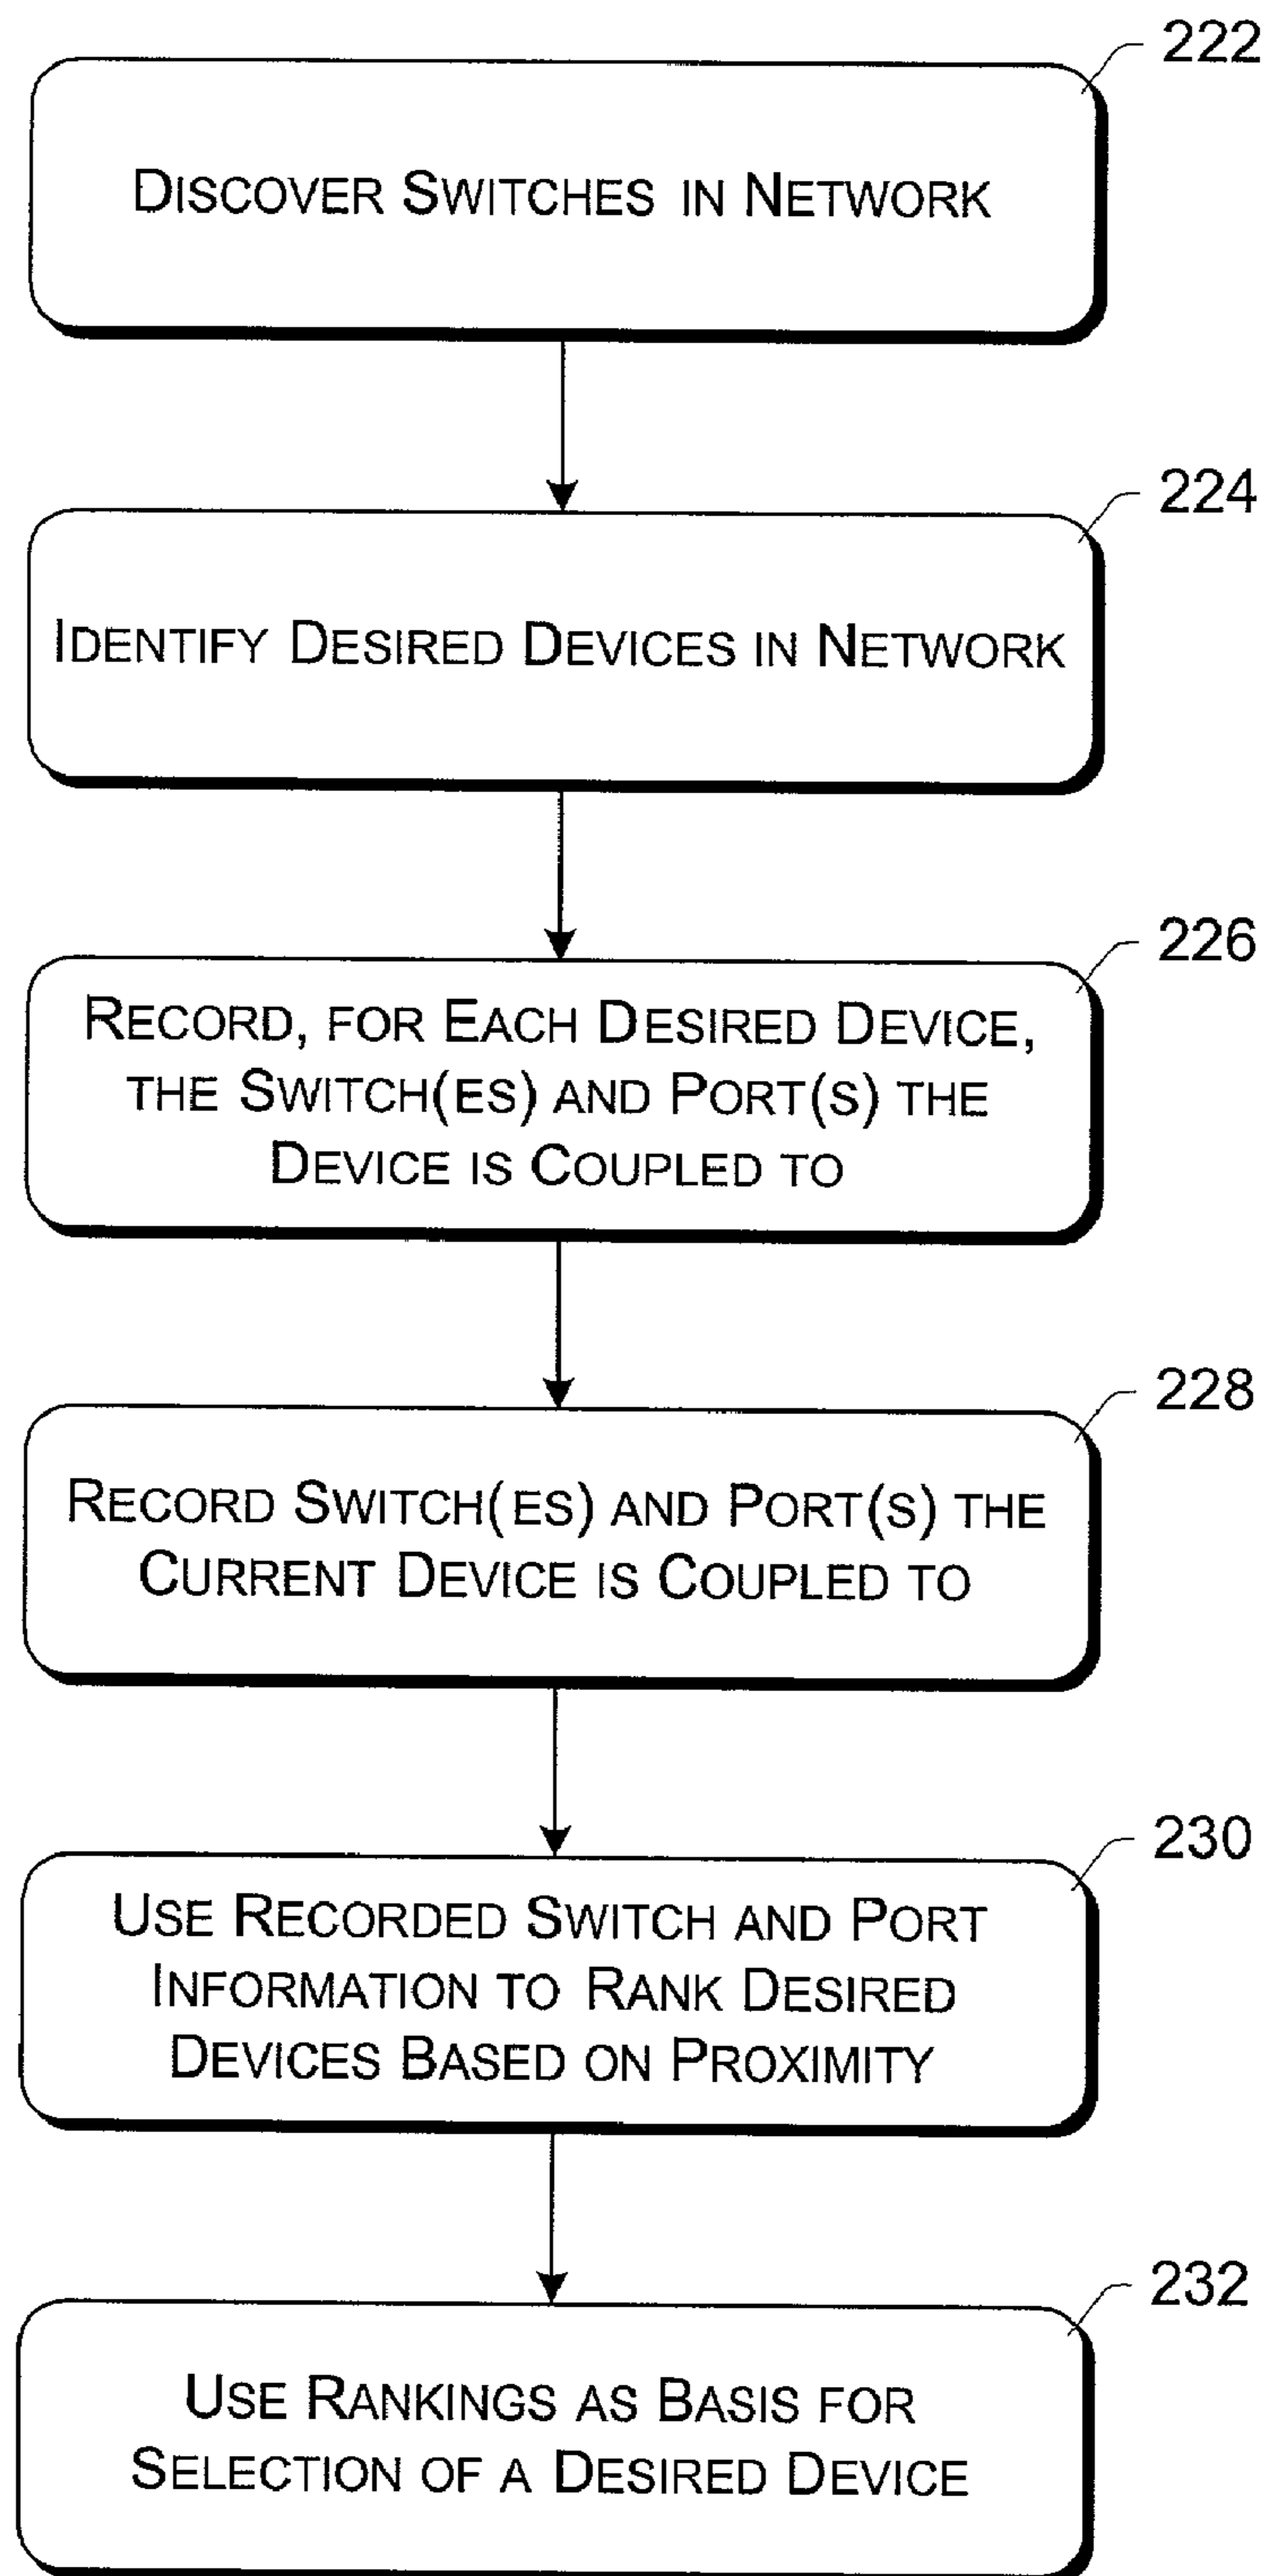 222
DISCOVER SWITCHES IN NETWORK
224
IDENTIFY DESIRED DEVICES IN NETWORK
226
RECORD, FOR EACH DESIRED DEVICE,
THE SWITCH(ES) AND PORT(S) THE
DEVICE IS COUPLED TO
228
RECORD SWITCH(ES) AND PORT(S) THE
CURRENT DEVICE IS COUPLED TO
230
USE RECORDED SWITCH AND PORT
INFORMATION TO RANK DESIRED
DEVICES BASED ON PROXIMITY
232
USE RANKINGS AS BASIS FOR
SELECTION OF A DESIRED DEVICE